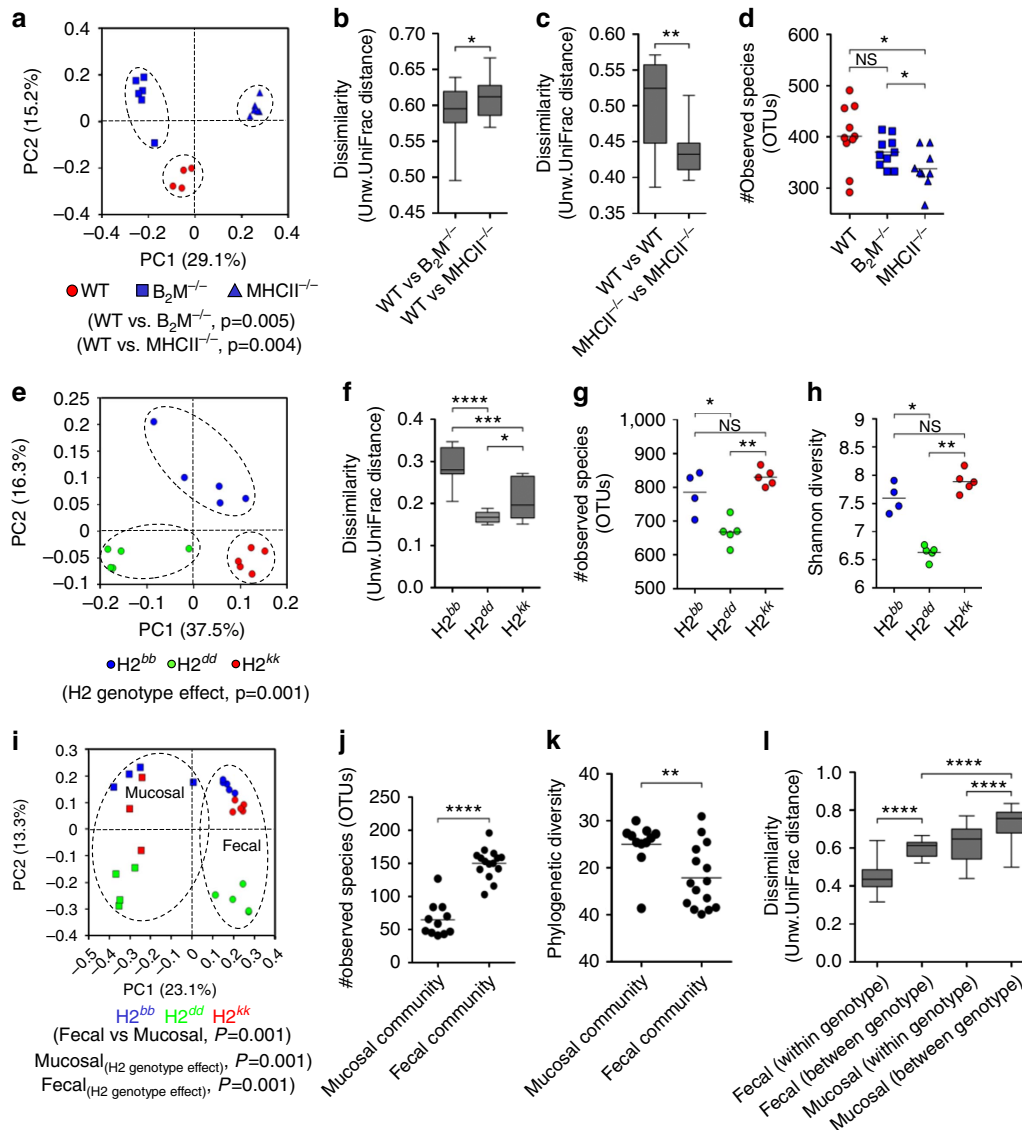 a
0.4
0.2
0
−0.2
−0.4
PC2 (15.2%)
−0.4 −0.2 0 0.2 0.4
PC1 (29.1%)
WT B₂M⁻/⁻ MHCII⁻/⁻
(WT vs. B₂M⁻/⁻, p=0.005)
(WT vs. MHCII⁻/⁻, p=0.004)
b
Dissimilarity
(Unw.UniFrac distance)
0.70
0.65
0.60
0.55
0.50
0.45
*
WT vs B₂M⁻/⁻
WT vs MHCII⁻/⁻
c
Dissimilarity
(Unw.UniFrac distance)
0.60
0.55
0.50
0.45
0.40
0.35
**
WT vs WT
MHCII⁻/⁻ vs MHCII⁻/⁻
d
#Observed species
(OTUs)
600
500
400
300
*
NS
*
WT
B₂M⁻/⁻
MHCII⁻/⁻
e
PC2 (16.3%)
0.25
0.2
0.15
0.1
0.05
0
−0.05
−0.1
−0.2 −0.1 0 0.1 0.2
PC1 (37.5%)
H2bb H2dd H2kk
(H2 genotype effect, p=0.001)
f
Dissimilarity
(Unw.UniFrac distance)
0.4
0.3
0.2
0.1
0.0
****
***
*
H2bb
H2dd
H2kk
g
#observed species
(OTUs)
1,000
900
800
700
600
500
*
NS
**
H2bb
H2dd
H2kk
h
Shannon diversity
9
8.5
8
7.5
7
6.5
6
*
NS
**
H2bb
H2dd
H2kk
i
PC2 (13.3%)
0.3
0.2
0.1
0
−0.1
−0.2
−0.3
−0.4
Mucosal
Fecal
−0.5 −0.4 −0.3 −0.2 −0.1 0 0.1 0.2 0.3 0.4
PC1 (23.1%)
H2bb H2dd H2kk
(Fecal vs Mucosal, P=0.001)
Mucosal(H2 genotype effect), P=0.001)
Fecal(H2 genotype effect), P=0.001)
j
#observed species (OTUs)
250
200
150
100
50
0
****
Mucosal community
Fecal community
k
Phylogenetic diversity
40
40
20
40
40
**
Mucosal community
Fecal community
l
Dissimilarity
(Unw.UniFrac distance)
1.0
0.8
0.6
0.4
0.2
0.0
****
****
****
Fecal (within genotype)
Fecal (between genotype)
Mucosal (within genotype)
Mucosal (between genotype)